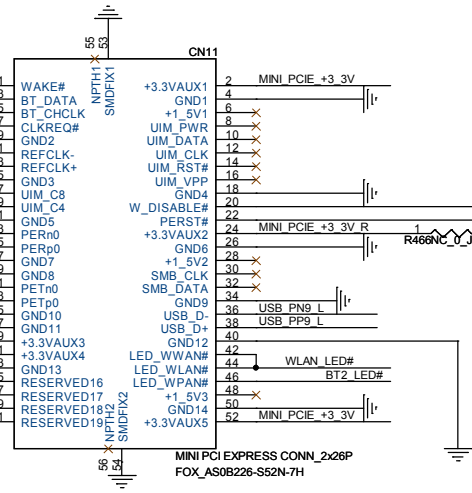 55
53
CN11
NPTH1
SMDFIX1
WAKE# +3.3VAUX1 2 MINI_PCIE_+3_3V
BT_DATA GND1 4
BT_CHCLK +1_5V1 6
CLKREQ# UIM_PWR 8
GND2 UIM_DATA 10
REFCLK- UIM_CLK 12
REFCLK+ UIM_RST# 14
GND3 UIM_VPP 16
UIM_C8 GND4 18
UIM_C4 W_DISABLE# 20
GND5 PERST# 22
PERn0 +3.3VAUX2 24 MINI_PCIE_+3_3V_R 1
PERp0 GND6 26 R466NC_0_J
GND7 +1_5V2 28
GND8 SMB_CLK 30
PETn0 SMB_DATA 32
PETp0 GND9 34
GND10 USB_D- 36 USB_PN9_L
GND11 USB_D+ 38 USB_PP9_L
+3.3VAUX3 GND12 40
+3.3VAUX4 LED_WWAN# 42
GND13 LED_WLAN# 44 WLAN_LED#
RESERVED16 LED_WPAN# 46 BT2_LED#
RESERVED17 +1_5V3 48
RESERVED18 GND14 50
RESERVED19 +3.3VAUX5 52 MINI_PCIE_+3_3V
NPTH2
SMDFIX2
56
54
MINI PCI EXPRESS CONN_2x26P
FOX_AS0B226-S52N-7H